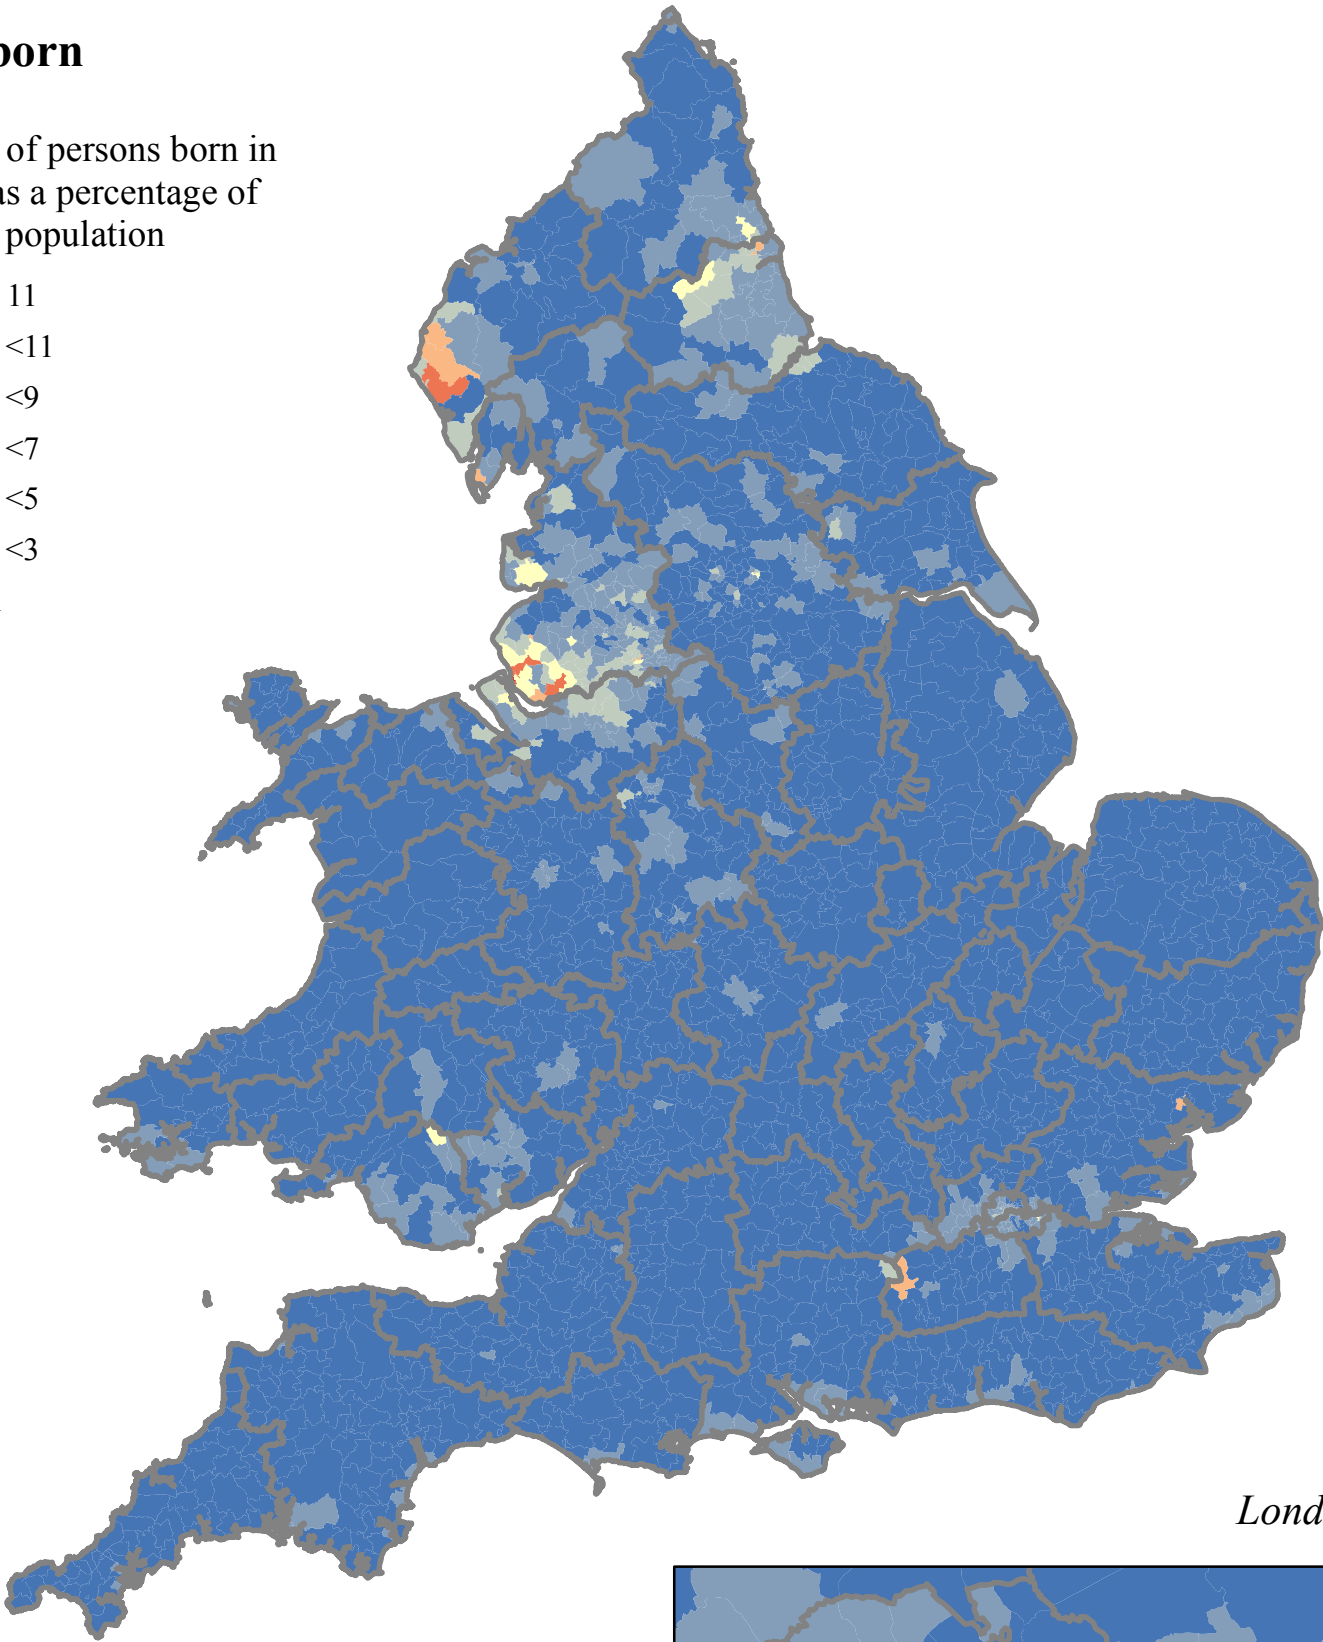 born
of persons born in
as a percentage of
population
11
<11
<9
<7
<5
<3
Lond